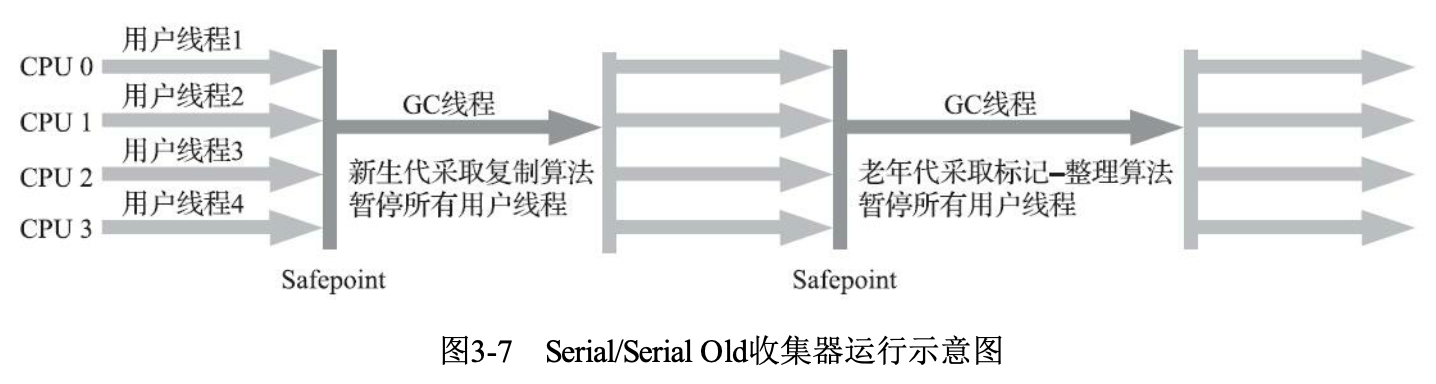 用户线程1
CPU 0
用户线程2
CPU 1
用户线程3
CPU 2
用户线程4
CPU 3
GC线程
新生代采取复制算法
暂停所有用户线程
Safepoint
GC线程
老年代采取标记–整理算法
暂停所有用户线程
Safepoint
图3-7 Serial/Serial Old收集器运行示意图